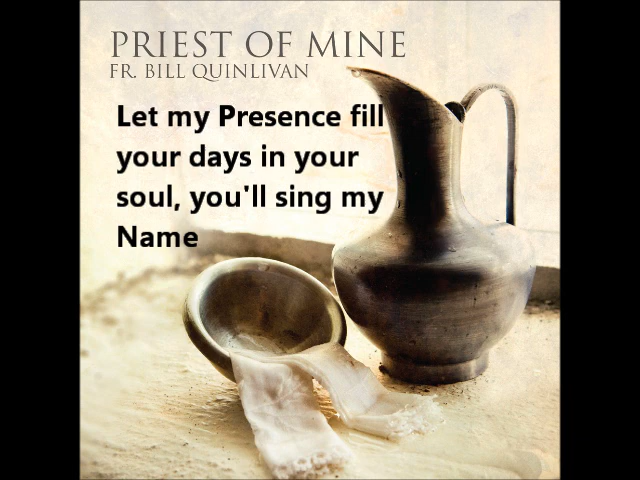 PRIEST OF MINE
FR. BILL QUINLIVAN
Let my Presence fill
your days in your
soul, you'll sing my
Name